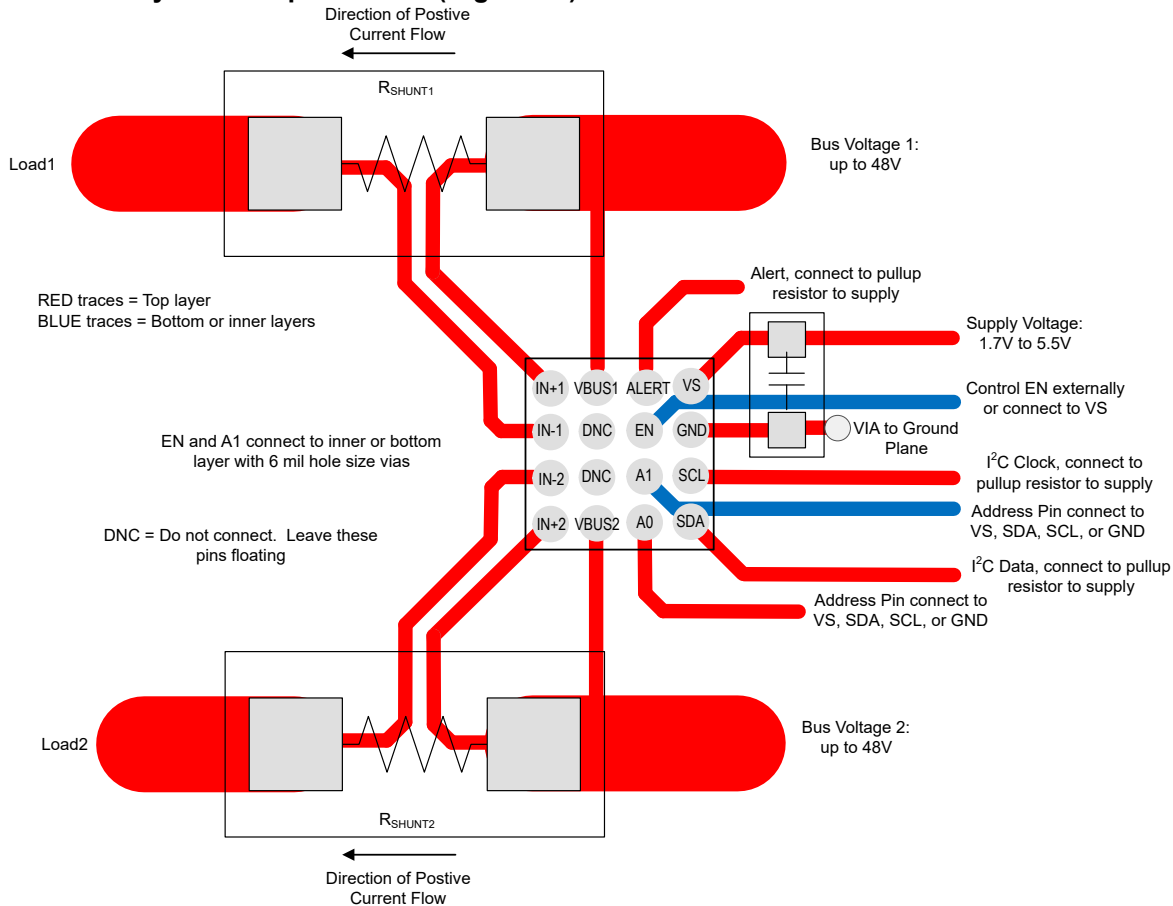 Direction of Postive
Current Flow
R_SHUNT1
Load1
Bus Voltage 1:
up to 48V
RED traces = Top layer
BLUE traces = Bottom or inner layers
Alert, connect to pullup
resistor to supply
Supply Voltage:
1.7V to 5.5V
IN+1 VBUS1 ALERT VS
Control EN externally
or connect to VS
IN-1 DNC EN GND
VIA to Ground
Plane
EN and A1 connect to inner or bottom
layer with 6 mil hole size vias
I²C Clock, connect to
pullup resistor to supply
IN-2 DNC A1 SCL
Address Pin connect to
VS, SDA, SCL, or GND
IN+2 VBUS2 A0 SDA
DNC = Do not connect. Leave these
pins floating
I²C Data, connect to pullup
resistor to supply
Address Pin connect to
VS, SDA, SCL, or GND
Load2
Bus Voltage 2:
up to 48V
R_SHUNT2
Direction of Postive
Current Flow